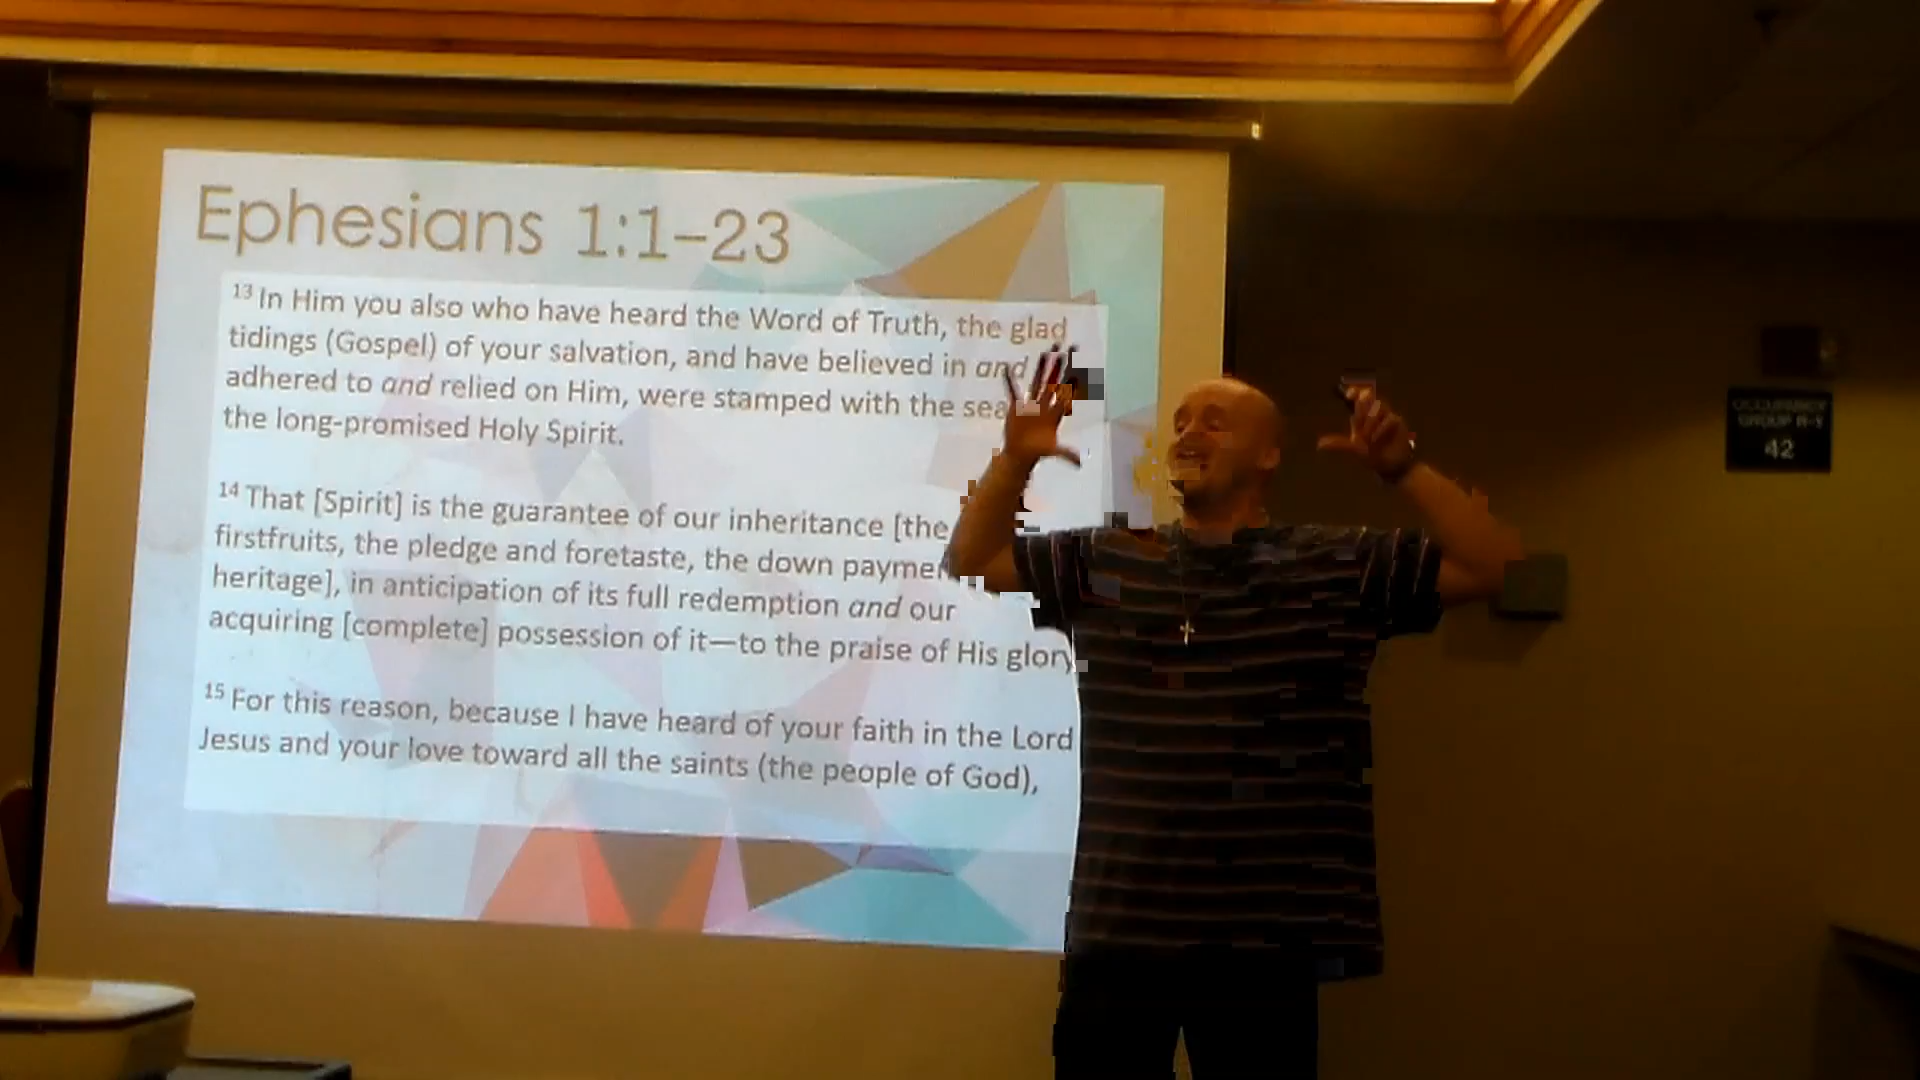 Ephesians 1:1–23
13 In Him you also who have heard the Word of Truth, the glad
tidings (Gospel) of your salvation, and have believed in and
adhered to and relied on Him, were stamped with the
the long-promised Holy Spirit.
14 That [Spirit] is the guarantee of our inheritance [the
firstfruits, the pledge and foretaste, the down
heritage], in anticipation of its full redemption and our
acquiring [complete] possession of it—to the praise of His glory
15 For this reason, because I have heard of your faith in the Lord
Jesus and your love toward all the saints (the people of God),
OCCUPANCY
GROUP
42